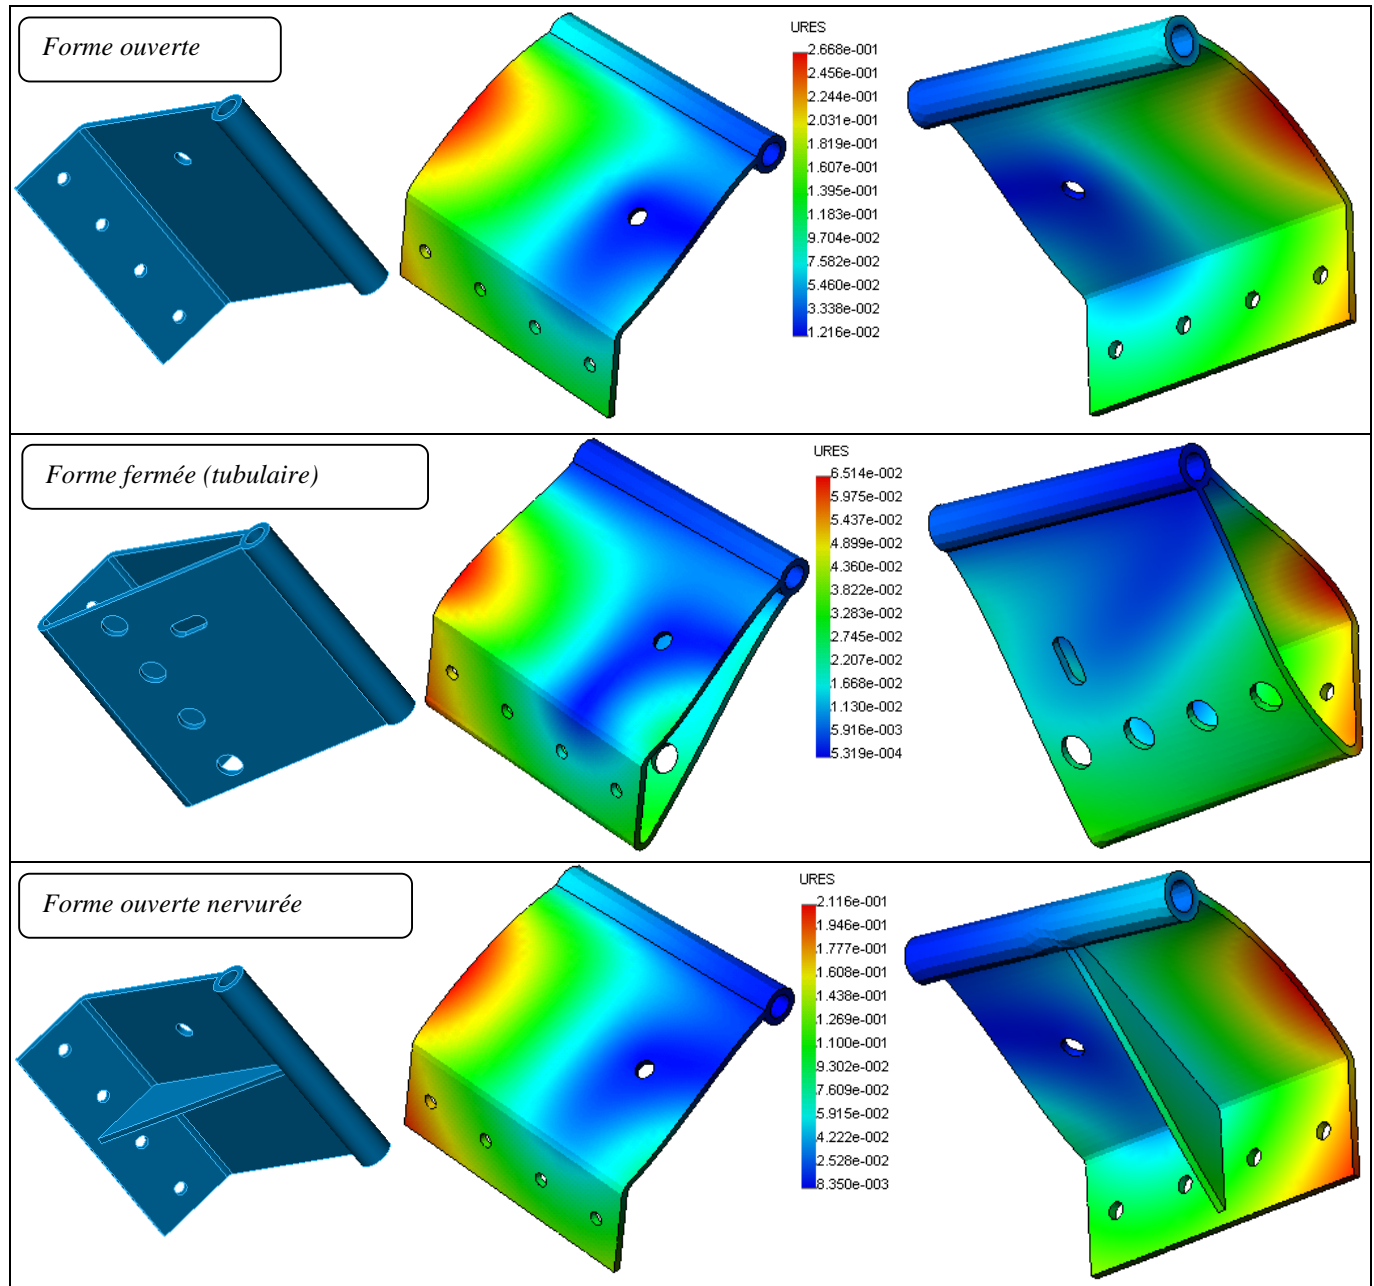 Forme ouverte
URES
2.668e-001
2.456e-001
2.244e-001
2.031e-001
1.819e-001
1.607e-001
1.395e-001
1.183e-001
9.704e-002
7.582e-002
5.460e-002
3.338e-002
1.216e-002
Forme fermée (tubulaire)
URES
6.514e-002
5.975e-002
5.437e-002
4.899e-002
4.360e-002
3.822e-002
3.283e-002
2.745e-002
2.207e-002
1.668e-002
1.130e-002
5.916e-003
5.319e-004
Forme ouverte nervurée
URES
2.116e-001
1.946e-001
1.777e-001
1.608e-001
1.438e-001
1.269e-001
1.100e-001
9.302e-002
7.609e-002
5.915e-002
4.222e-002
2.528e-002
8.350e-003